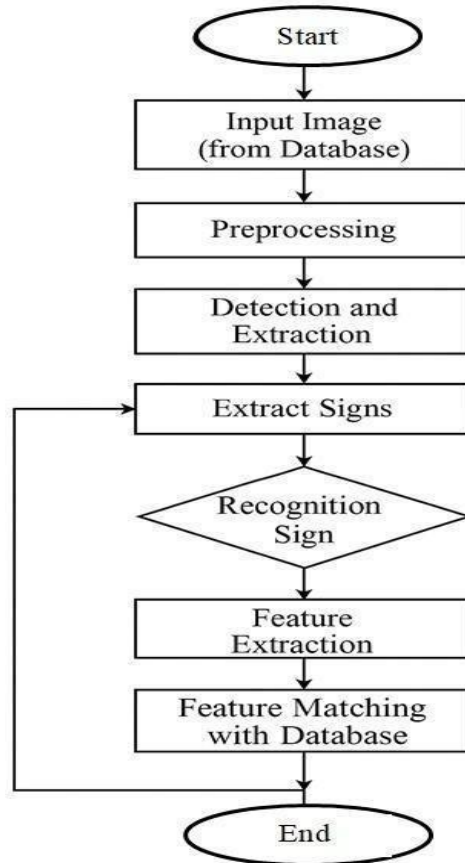 Start
Input Image
(from Database)
Preprocessing
Detection and
Extraction
Extract Signs
Recognition
Sign
Feature
Extraction
Feature Matching
with Database
End